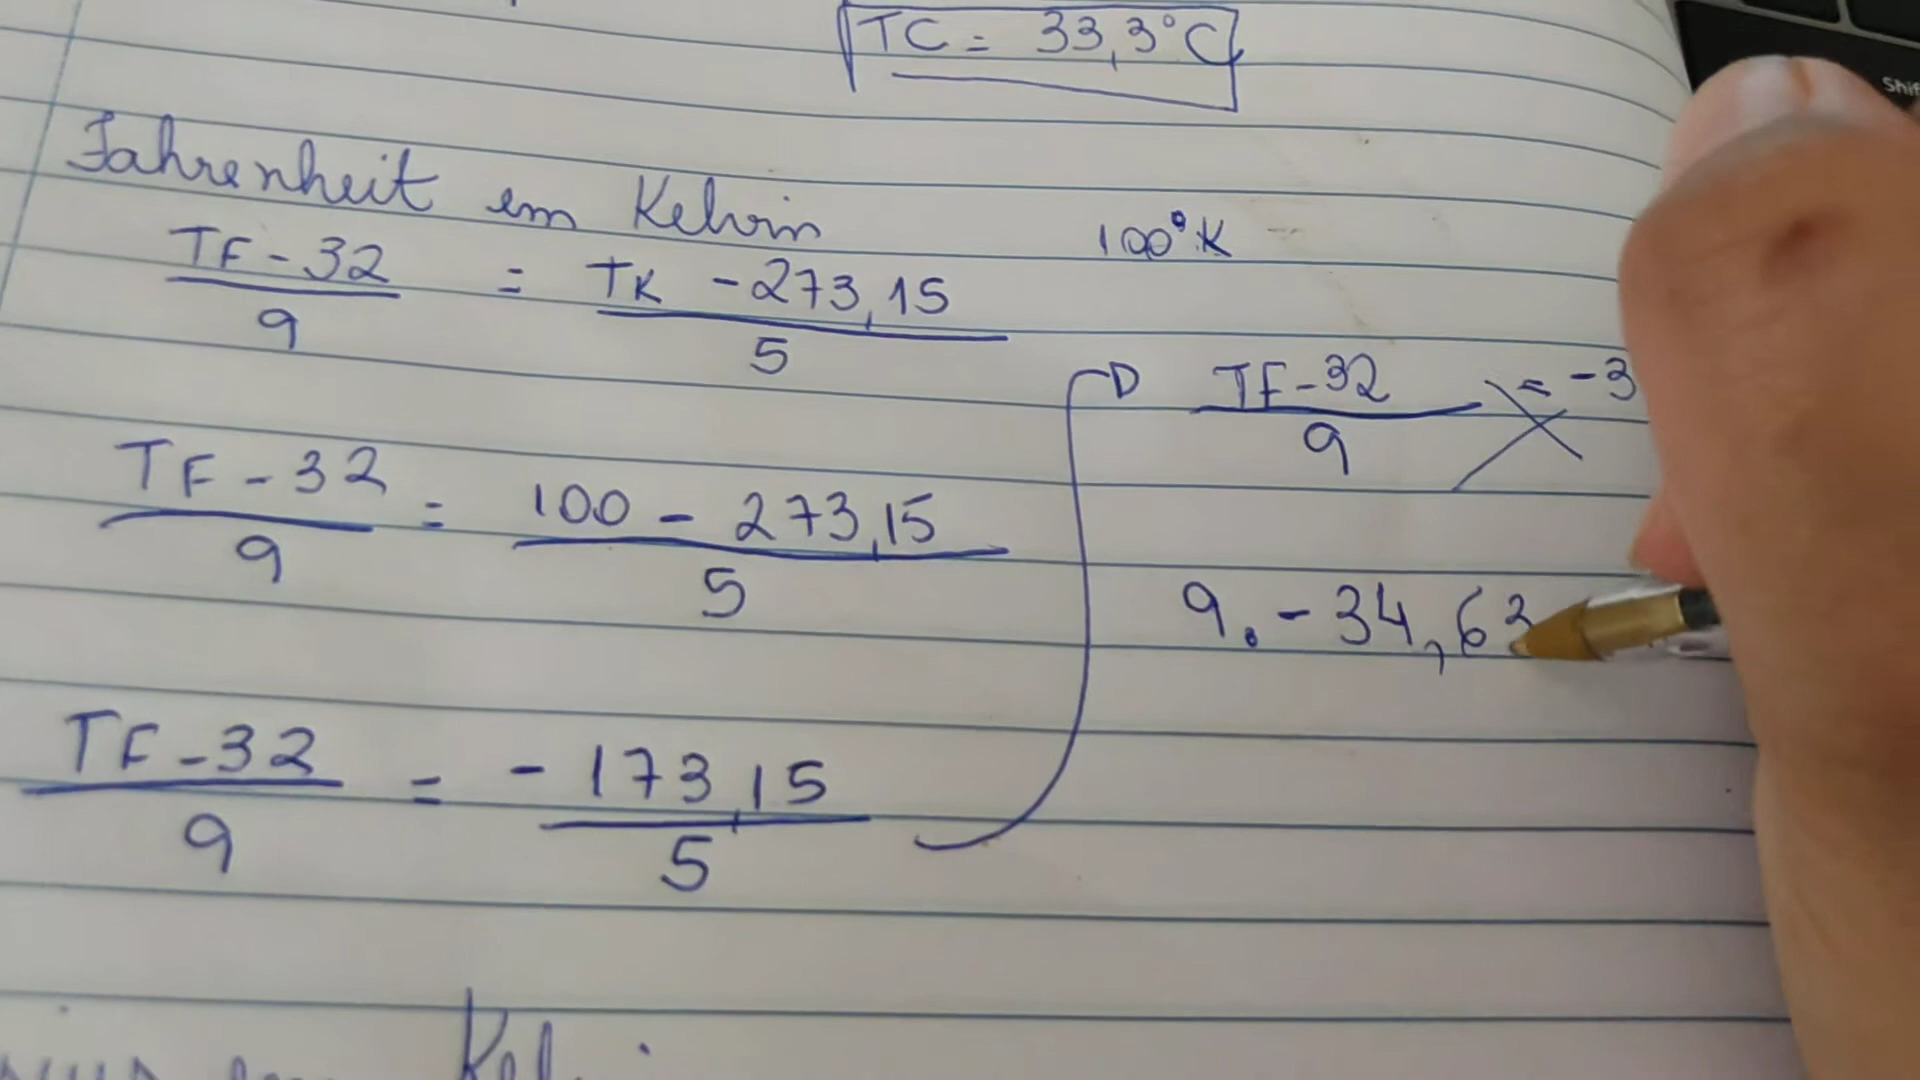 TC = 33,3°C
Fahrenheit em Kelvin
100°K
TF - 32 = TK - 273,15
9 5
TF - 32 = 100 - 273,15
9 5
TF - 32 = - 173,15
9 5
TF - 32 = -3
9
9. - 34,63
Shif